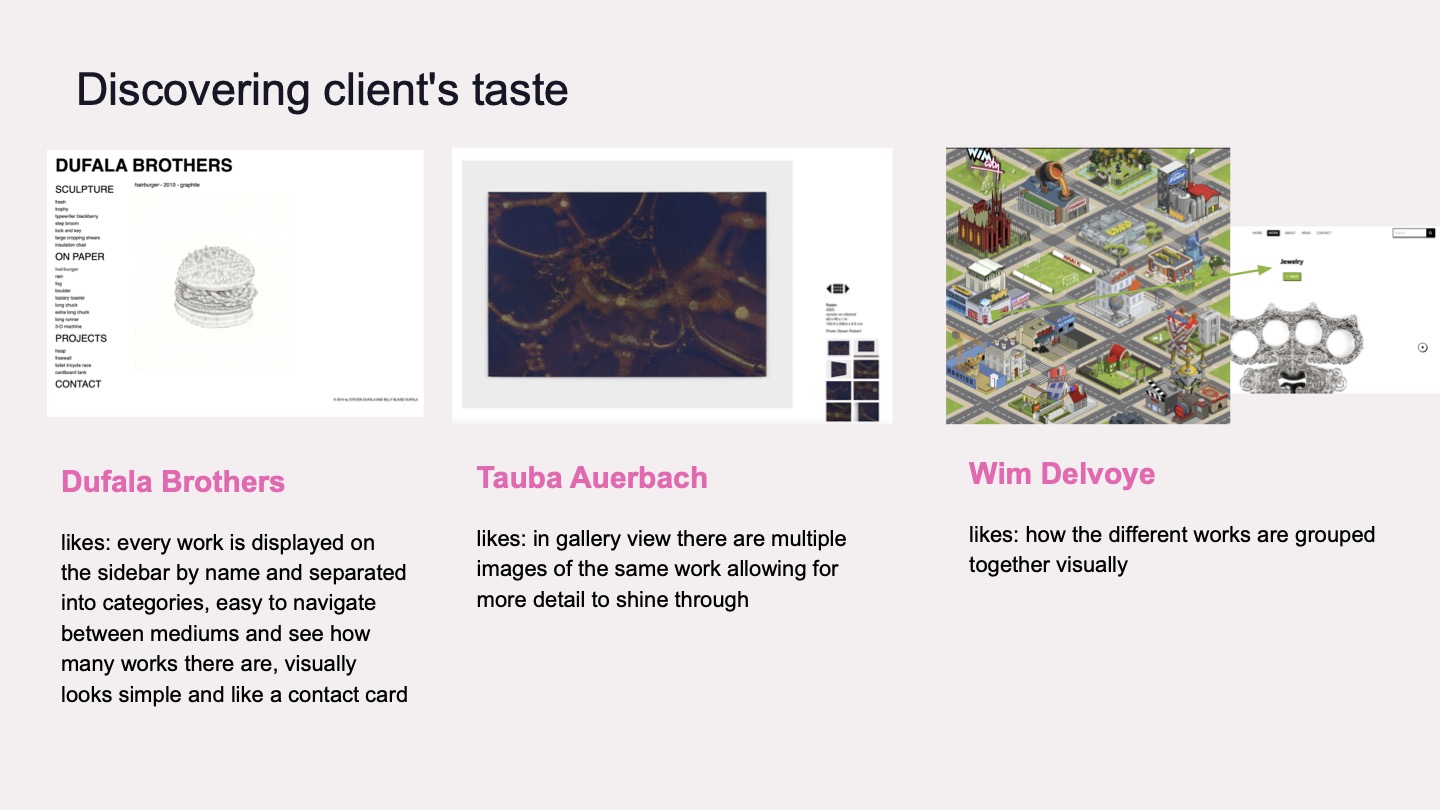 Discovering client's taste
DUFALA BROTHERS
SCULPTURE
hairburger - 2010 - graphite
fresh
trophy
typewriter blackberry
step broom
lock and key
large cropping shears
insulation chair
ON PAPER
hairburger
rain
fog
boulder
topiary toaster
long chuck
extra long chuck
long runner
3-D machine
PROJECTS
heap
freewall
toilet tricycle race
cardboard tank
CONTACT
© 2014 by STEVEN DUFALA AND BILLY BLAISE DUFALA
Foam
2023
WIM
HOME WORKS ABOUT NEWS CONTACT
Jewelry
Dufala Brothers
likes: every work is displayed on
the sidebar by name and separated
into categories, easy to navigate
between mediums and see how
many works there are, visually
looks simple and like a contact card
Tauba Auerbach
likes: in gallery view there are multiple
images of the same work allowing for
more detail to shine through
Wim Delvoye
likes: how the different works are grouped
together visually